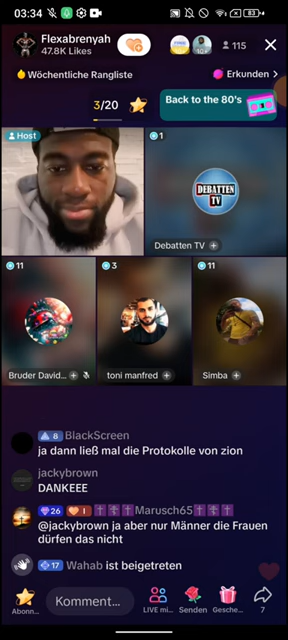 03:34
83
Flexabrenyah
47.8K Likes
10+
115
Wöchentliche Rangliste
Erkunden >
3/20
Back to the 80's
Host
1
DEBATTEN
TV
Debatten TV
11
3
11
Bruder David...
toni manfred
Simba
8 BlackScreen
ja dann ließ mal die Protokolle von zion
jackybrown
DANKEEE
26 1 Marusch65
@jackybrown ja aber nur Männer die Frauen
dürfen das nicht
17 Wahab ist beigetreten
Abonn...
Komment...
LIVE mi...
Senden
Gesche...
7